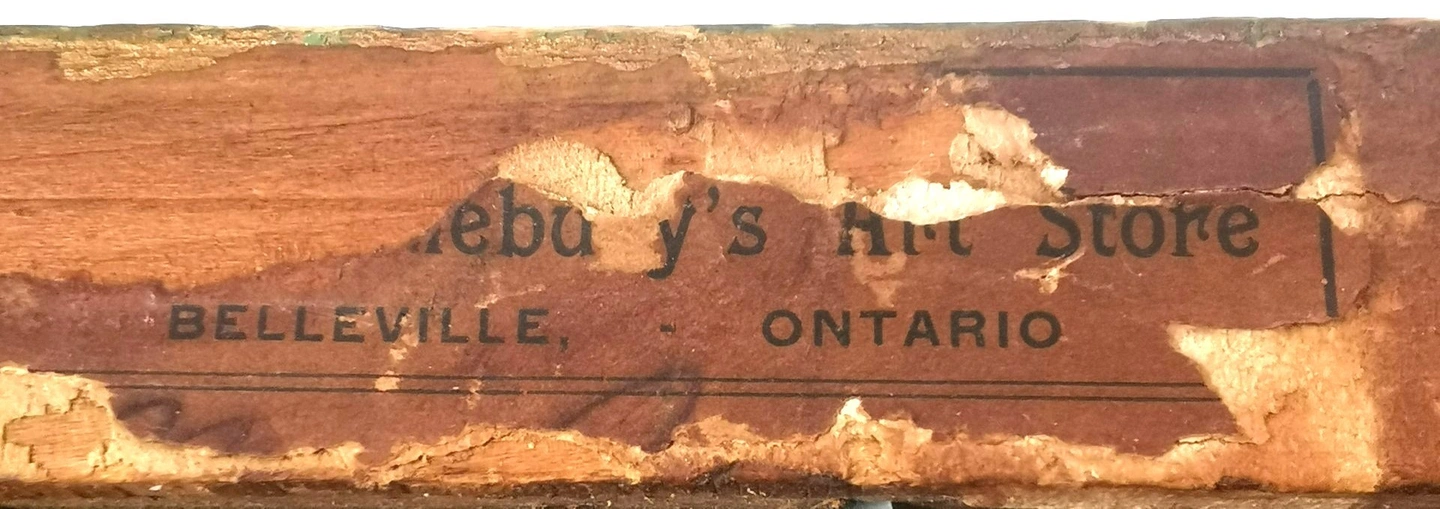 y's Art Store
BELLEVILLE, - ONTARIO